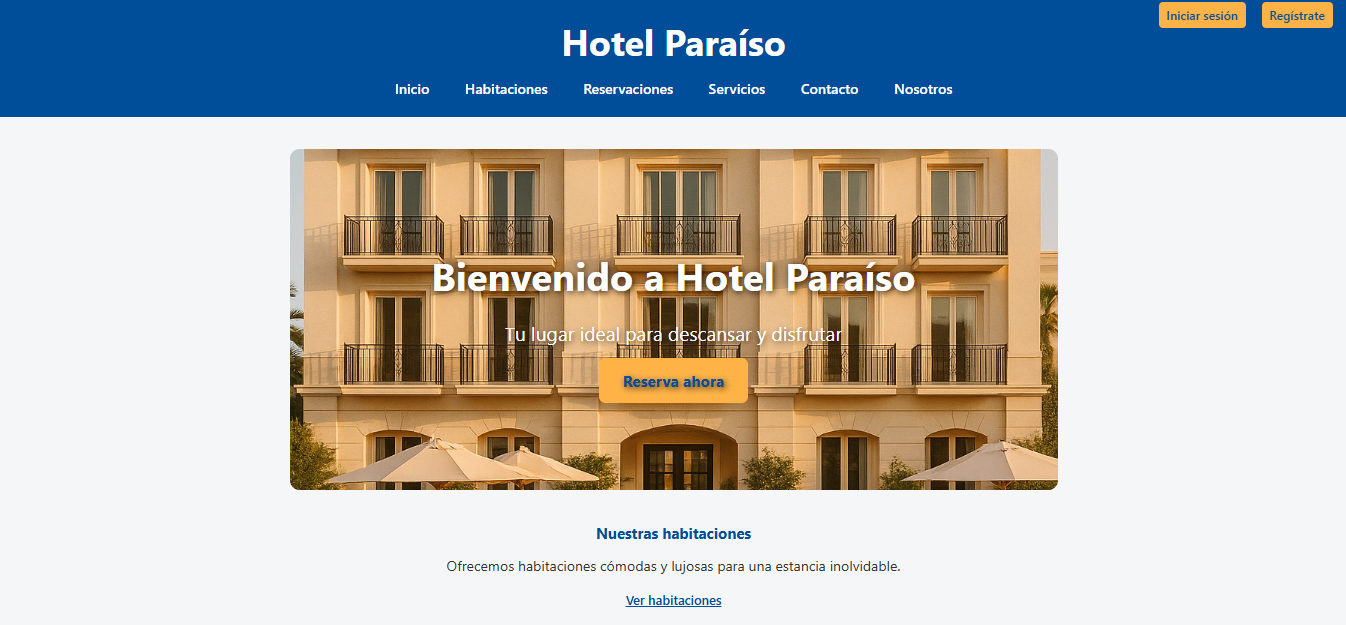 Iniciar sesión Regístrate
Hotel Paraíso
Inicio Habitaciones Reservaciones Servicios Contacto Nosotros
Bienvenido a Hotel Paraíso
Tu lugar ideal para descansar y disfrutar
Reserva ahora
Nuestras habitaciones
Ofrecemos habitaciones cómodas y lujosas para una estancia inolvidable.
Ver habitaciones